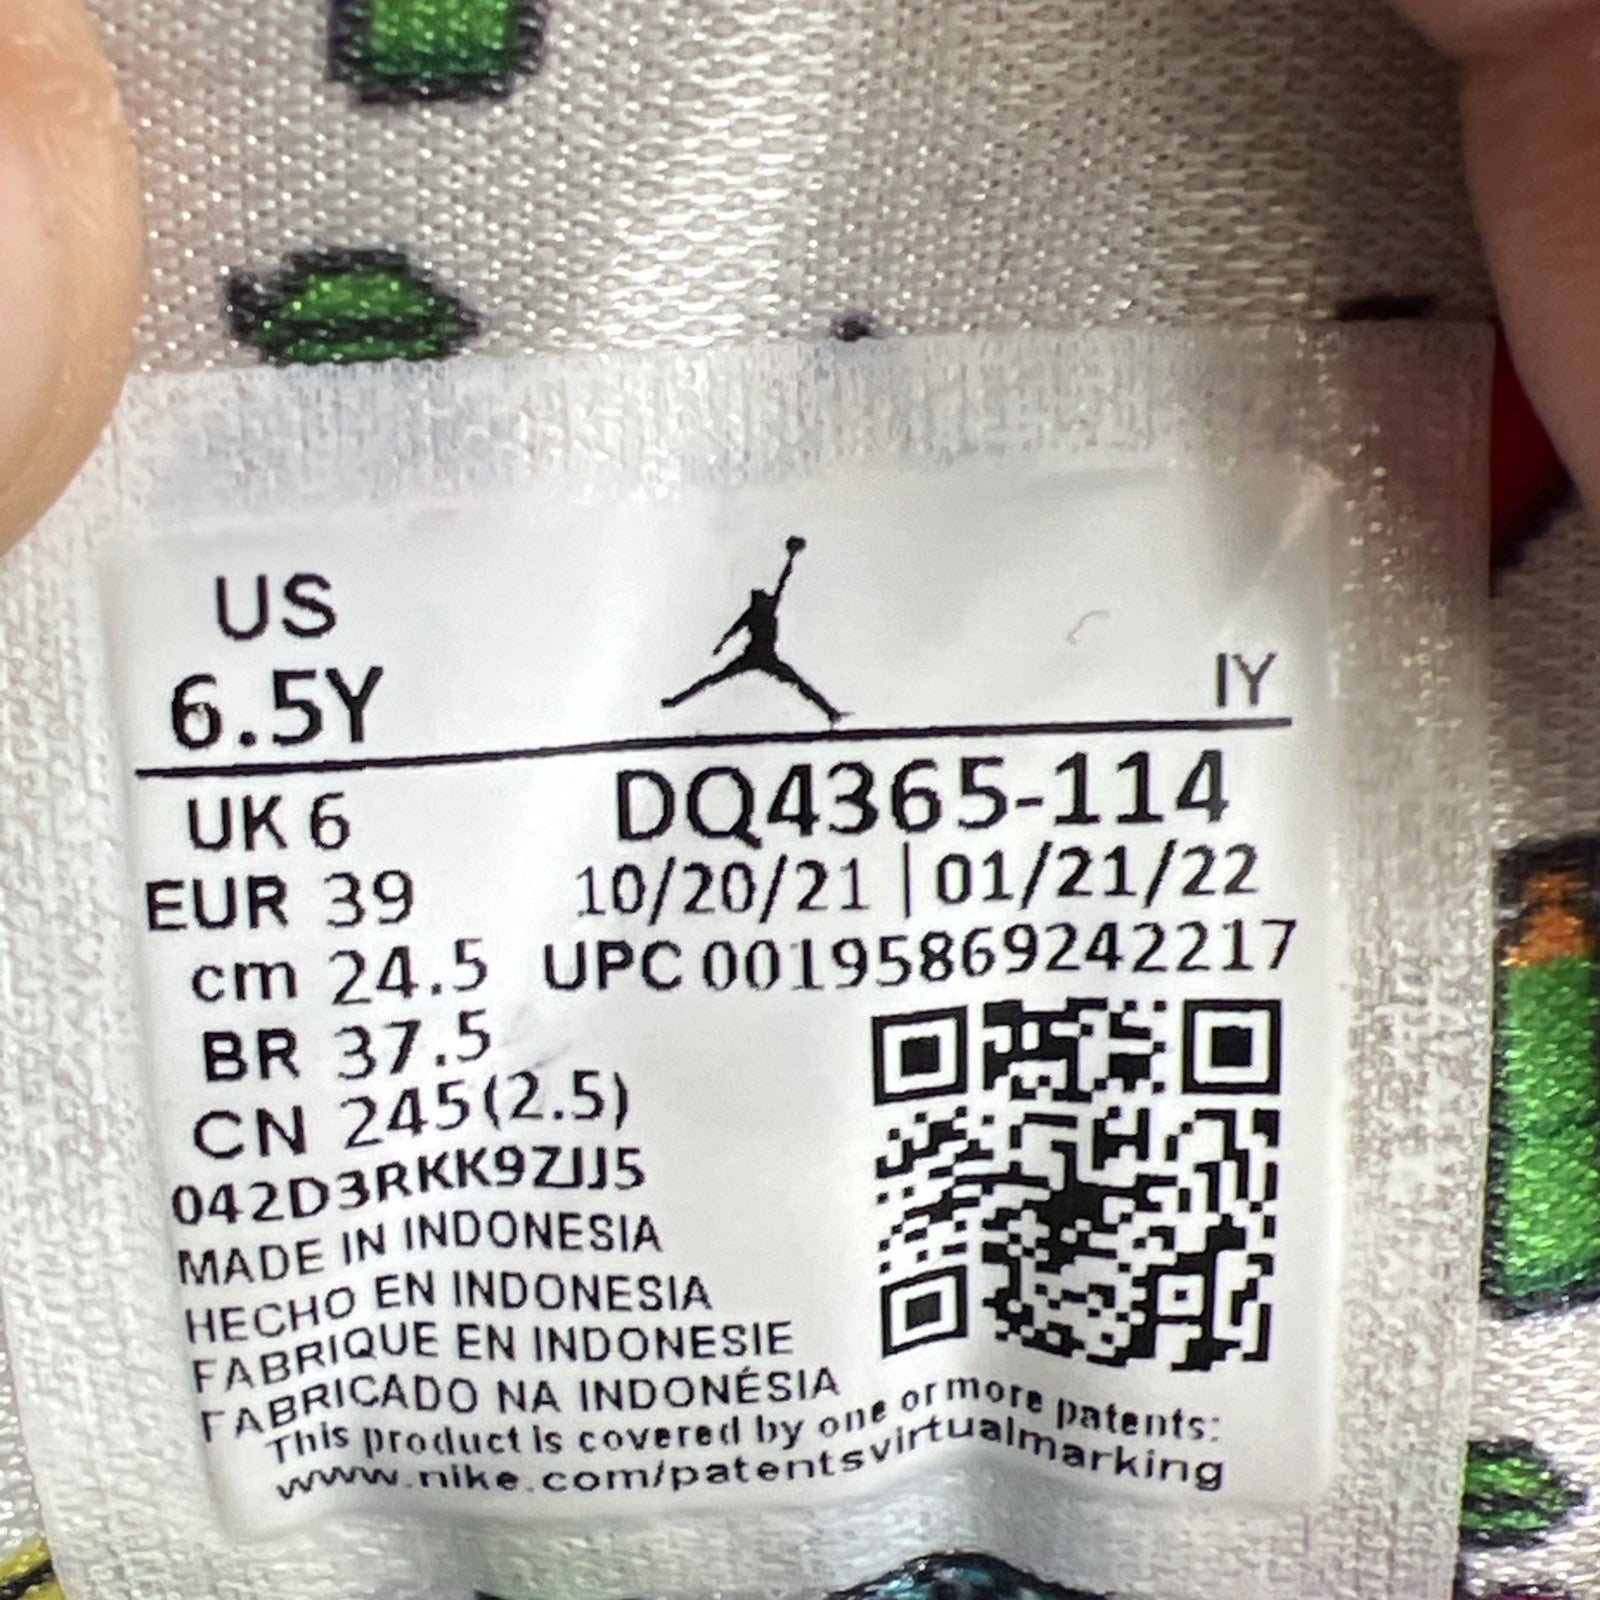 US
6.5Y
IY
UK 6
DQ4365-114
EUR 39
10/20/21 | 01/21/22
cm 24.5
UPC 00195869242217
BR 37.5
CN 245(2.5)
042D3RKK9ZJJ5
MADE IN INDONESIA
HECHO EN INDONESIA
FABRIQUE EN INDONESIE
FABRICADO NA INDONÉSIA
This product is covered by one or more patents:
www.nike.com/patentsvirtualmarking